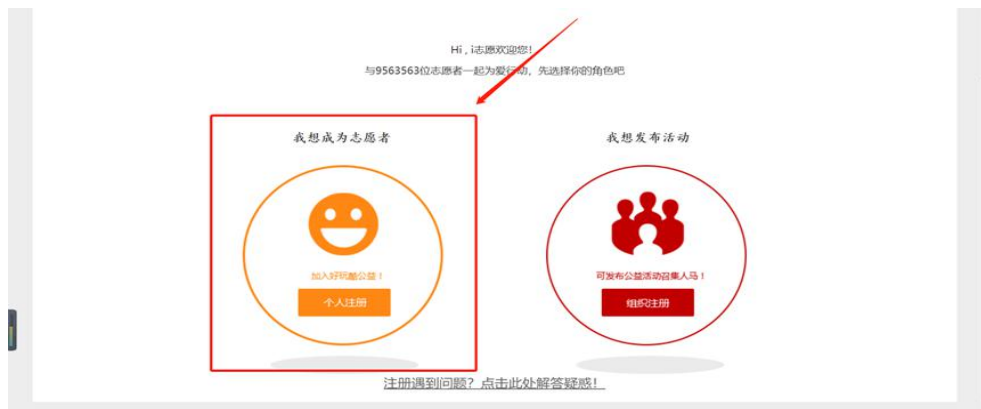 Hi，i志愿欢迎您！
与9563563位志愿者一起为爱行动，先选择你的角色吧
我想成为志愿者
加入好玩酷公益！
个人注册
我想发布活动
可发布公益活动召集人马！
组织注册
注册遇到问题？点击此处解答疑惑！